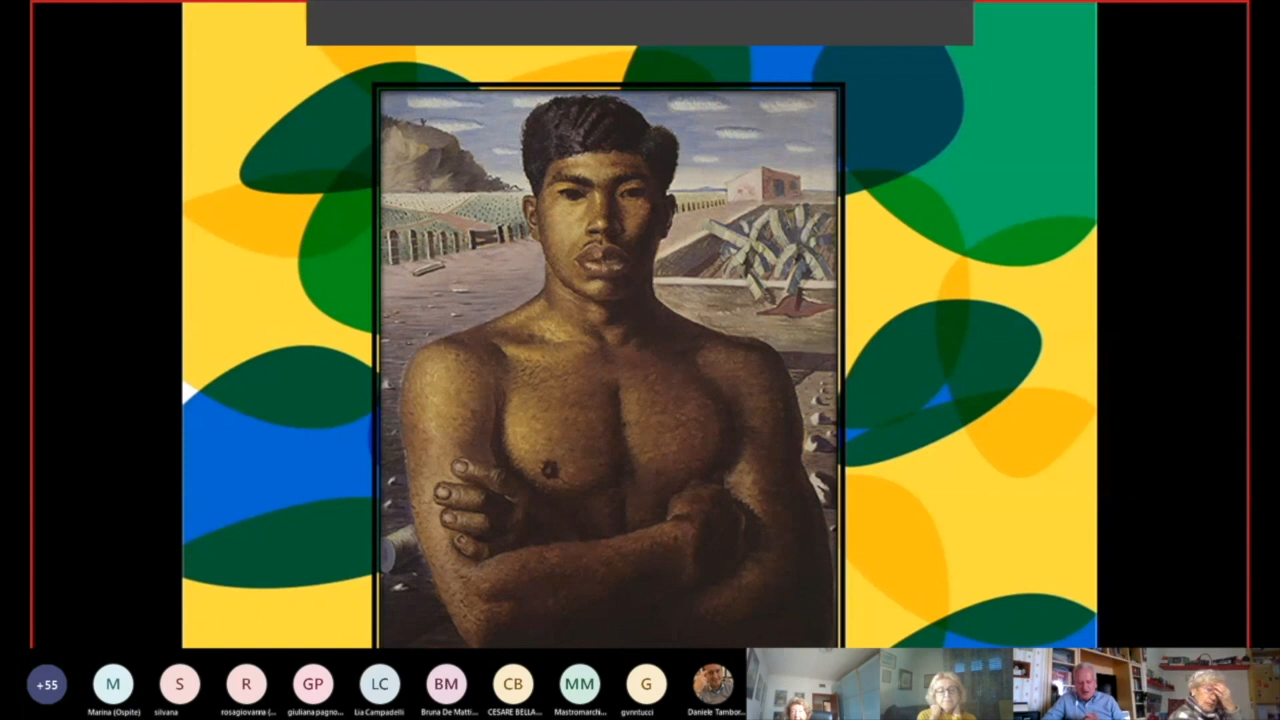 +55
M
S
R
GP
LC
BM
CB
MM
G
Marina (Ospite)
silvana
rosagiovanna (...
giuliana pagno...
Lia Campadelli
Bruna De Matti...
CESARE BELLA...
Mastromarchi...
gvnntucci
Daniele Tambor...